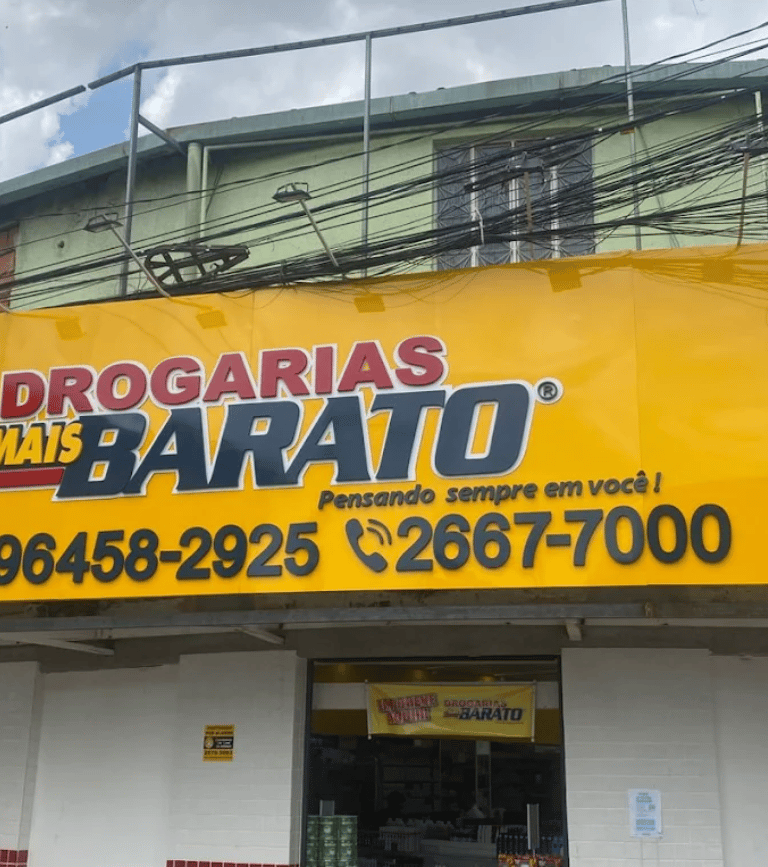 DROGARIAS
MAIS BARATO ®
Pensando sempre em você!
96458-2925 2667-7000
DROGARIAS
BARATO